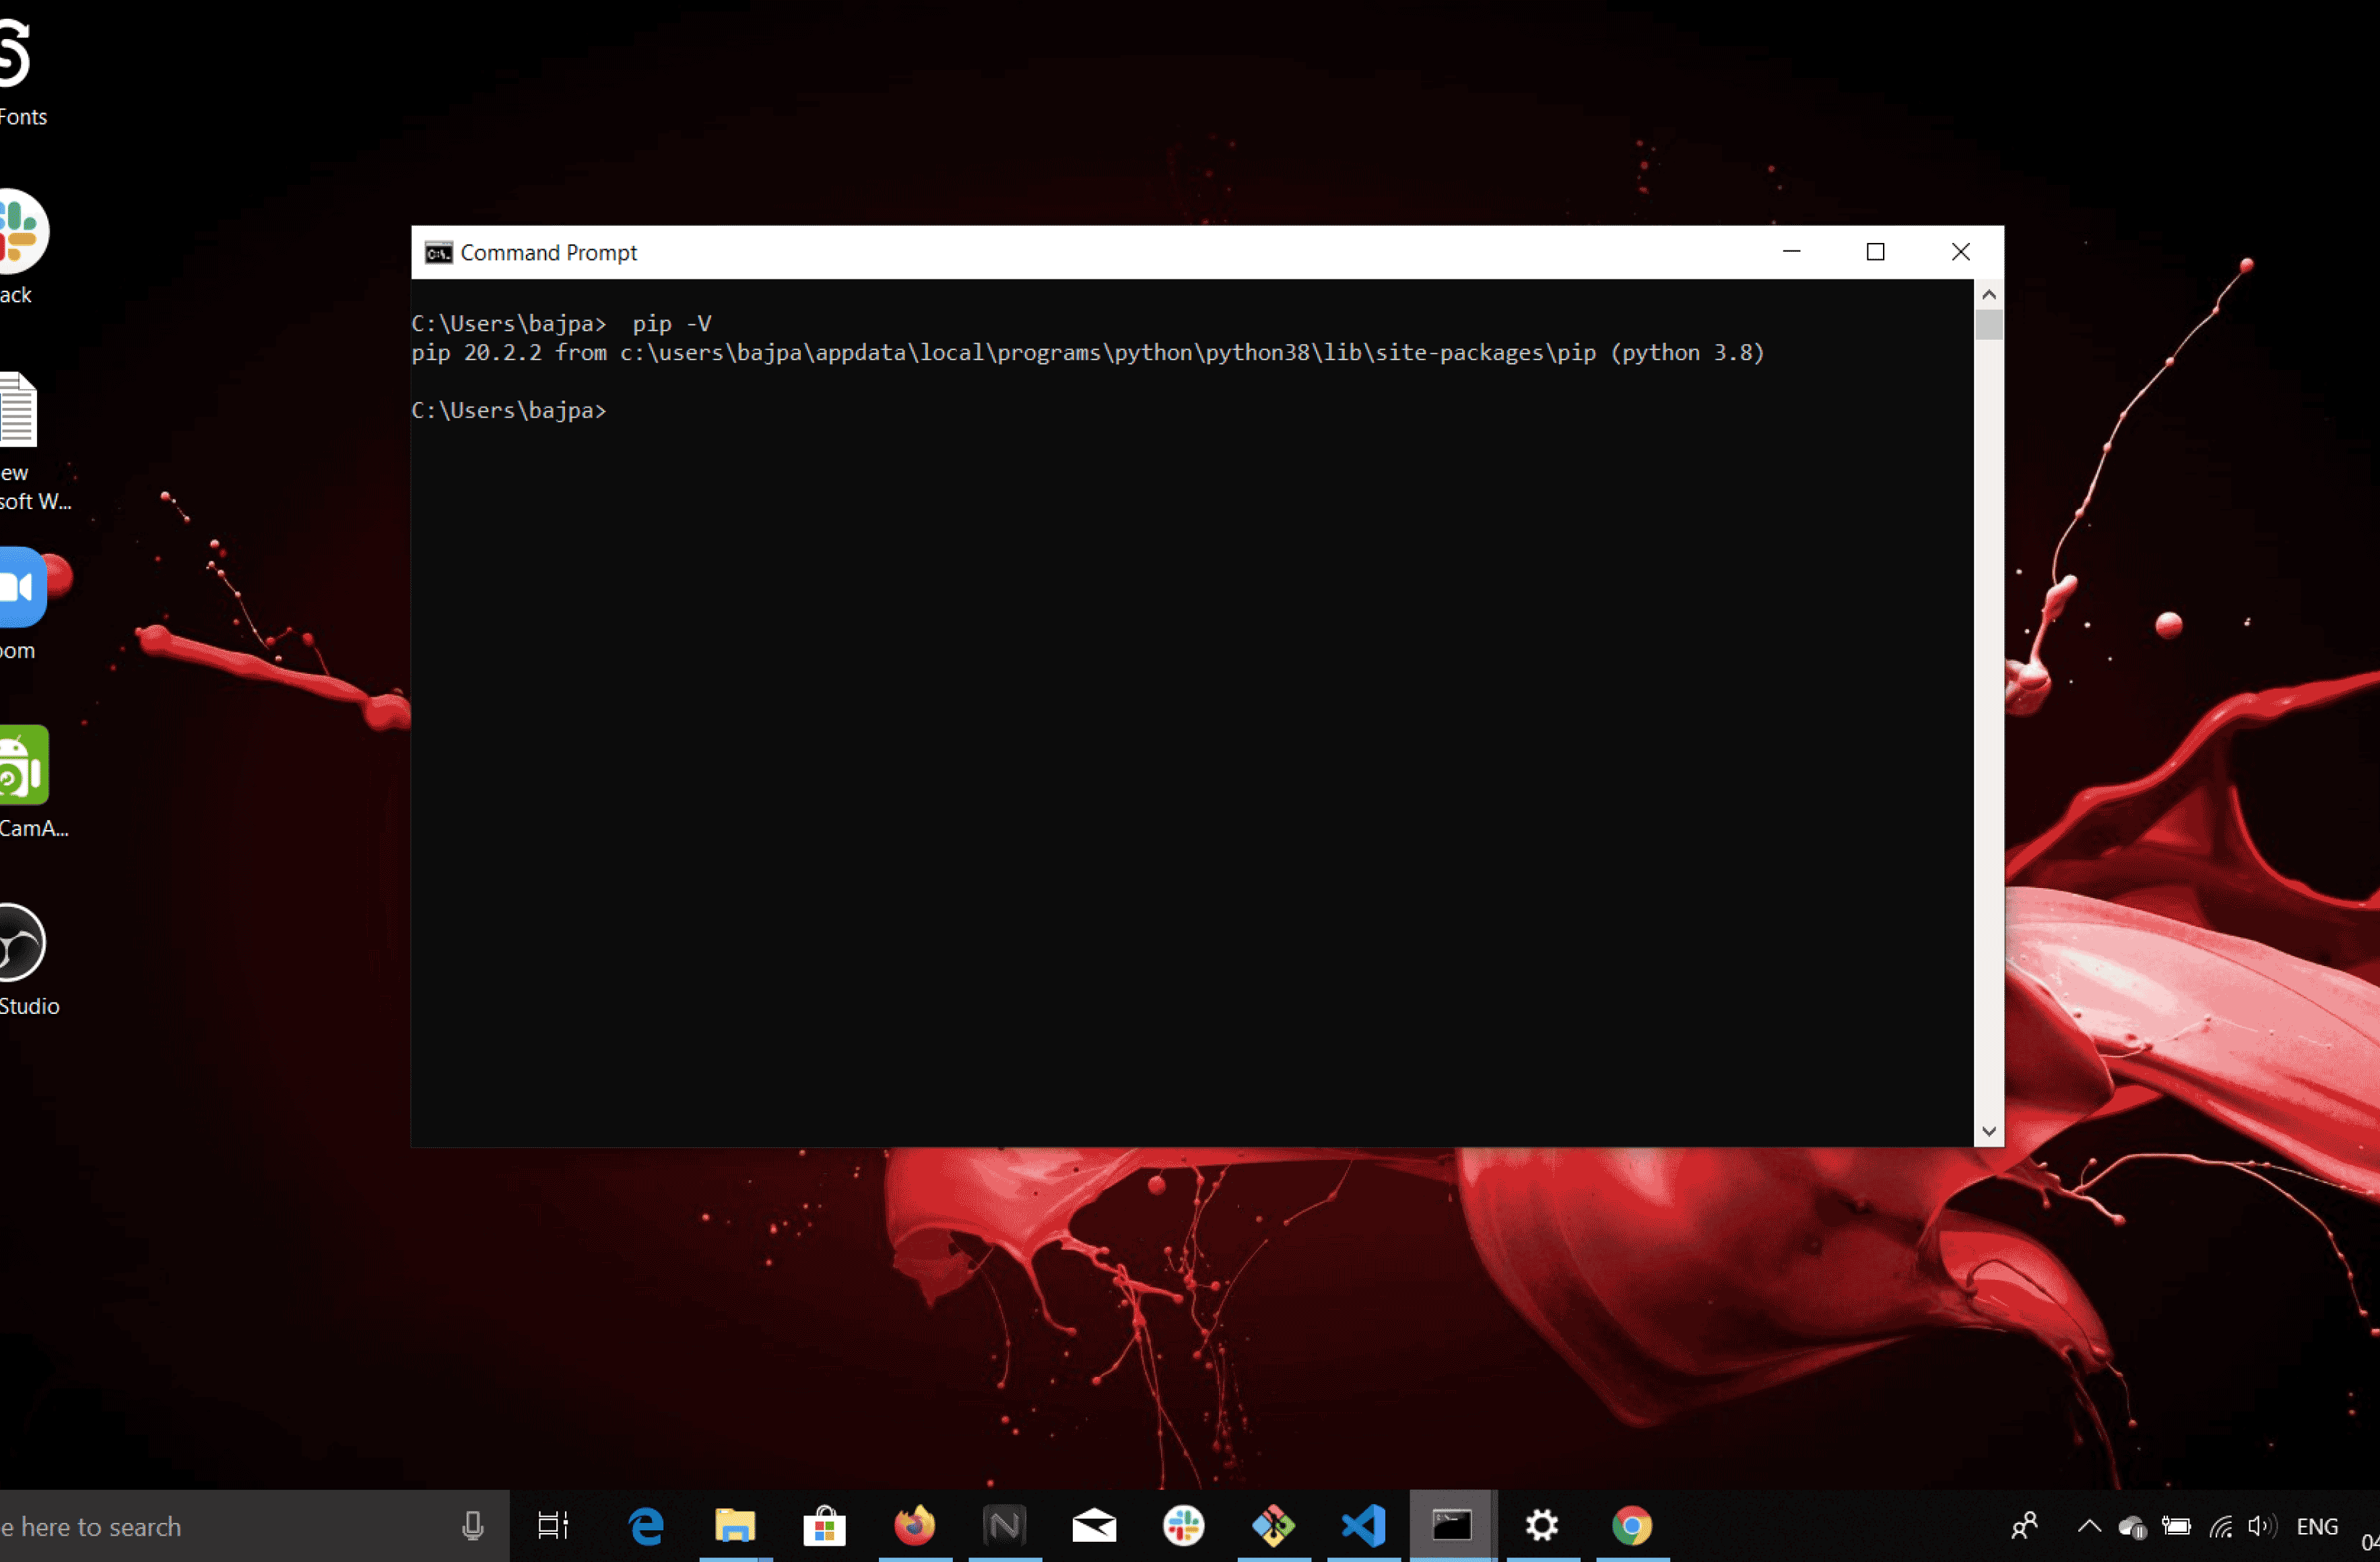 Fonts
ack
ew
soft W...
oom
CamA...
Studio
Command Prompt
C:\Users\bajpa>  pip -V
pip 20.2.2 from c:\users\bajpa\appdata\local\programs\python\python38\lib\site-packages\pip (python 3.8)
C:\Users\bajpa>
e here to search
ENG